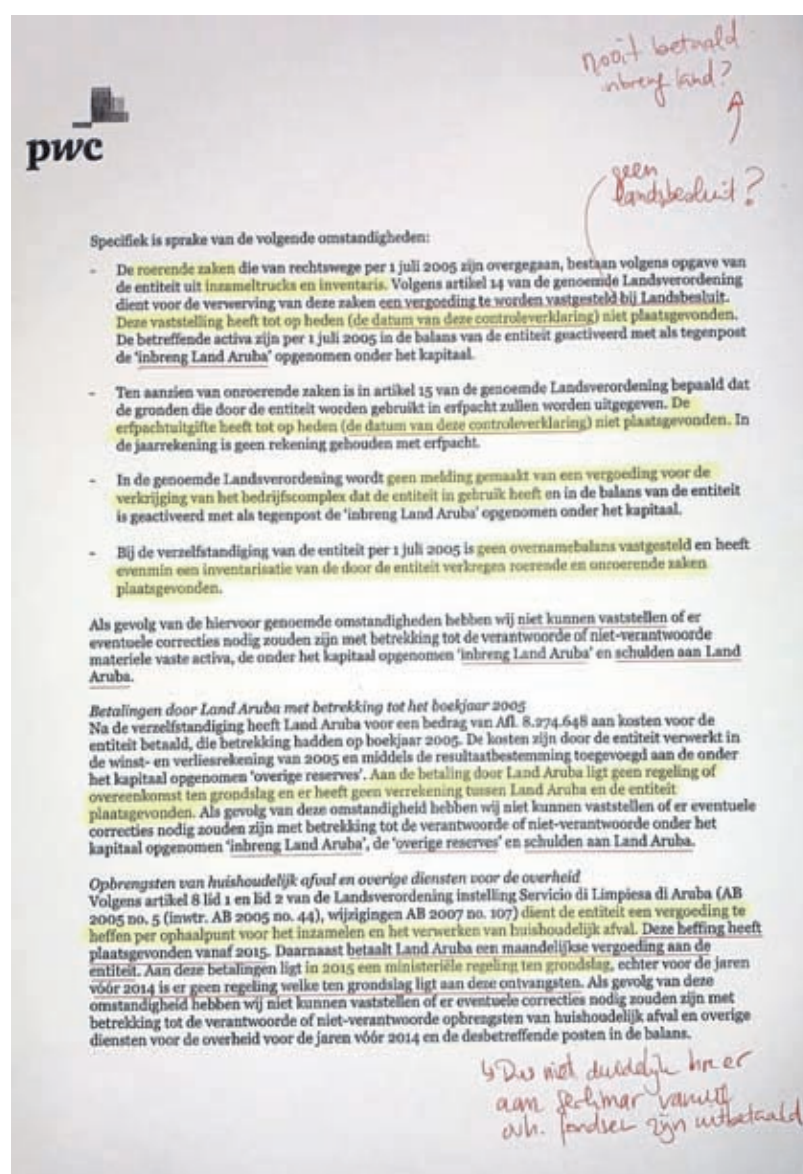 nooit betaald
inbreng land?
pwc
geen
landsbesluit?
Specifiek is sprake van de volgende omstandigheden:
- De roerende zaken die van rechtswege per 1 juli 2005 zijn overgegaan, bestaan volgens opgave van
de entiteit uit inzameltrucks en inventaris. Volgens artikel 14 van de genoemde Landsverordening
dient voor de verwerving van deze zaken een vergoeding te worden vastgesteld bij Landsbesluit.
Deze vaststelling heeft tot op heden (de datum van deze controleverklaring) niet plaatsgevonden.
De betreffende activa zijn per 1 juli 2005 in de balans van de entiteit geactiveerd met als tegenpost
de 'inbreng Land Aruba' opgenomen onder het kapitaal.
- Ten aanzien van onroerende zaken is in artikel 15 van de genoemde Landsverordening bepaald dat
de gronden die door de entiteit worden gebruikt in erfpacht zullen worden uitgegeven. De
erfpachtuitgifte heeft tot op heden (de datum van deze controleverklaring) niet plaatsgevonden. In
de jaarrekening is geen rekening gehouden met erfpacht.
- In de genoemde Landsverordening wordt geen melding gemaakt van een vergoeding voor de
verkrijging van het bedrijfscomplex dat de entiteit in gebruik heeft en in de balans van de entiteit
is geactiveerd met als tegenpost de 'inbreng Land Aruba' opgenomen onder het kapitaal.
- Bij de verzelfstandiging van de entiteit per 1 juli 2005 is geen overnamebalans vastgesteld en heeft
evenmin een inventarisatie van de door de entiteit verkregen roerende en onroerende zaken
plaatsgevonden.
Als gevolg van de hiervoor genoemde omstandigheden hebben wij niet kunnen vaststellen of er
eventuele correcties nodig zouden zijn met betrekking tot de verantwoorde of niet-verantwoorde
materiele vaste activa, de onder het kapitaal opgenomen 'inbreng Land Aruba' en schulden aan Land
Aruba.
Betalingen door Land Aruba met betrekking tot het boekjaar 2005
Na de verzelfstandiging heeft Land Aruba voor een bedrag van Afl. 8.274.648 aan kosten voor de
entiteit betaald, die betrekking hadden op boekjaar 2005. De kosten zijn door de entiteit verwerkt in
de winst- en verliesrekening van 2005 en middels de resultaatbestemming toegevoegd aan de onder
het kapitaal opgenomen 'overige reserves'. Aan de betaling door Land Aruba ligt geen regeling of
overeenkomst ten grondslag en er heeft geen verrekening tussen Land Aruba en de entiteit
plaatsgevonden. Als gevolg van deze omstandigheid hebben wij niet kunnen vaststellen of er eventuele
correcties nodig zouden zijn met betrekking tot de verantwoorde of niet-verantwoorde onder het
kapitaal opgenomen 'inbreng Land Aruba', de 'overige reserves' en schulden aan Land Aruba.
Opbrengsten van huishoudelijk afval en overige diensten voor de overheid
Volgens artikel 8 lid 1 en lid 2 van de Landsverordening instelling Servicio di Limpiesa di Aruba (AB
2005 no. 5 (inwtr. AB 2005 no. 44), wijzigingen AB 2007 no. 107) dient de entiteit een vergoeding te
heffen per ophaalpunt voor het inzamelen en het verwerken van huishoudelijk afval. Deze heffing heeft
plaatsgevonden vanaf 2015. Daarnaast betaalt Land Aruba een maandelijkse vergoeding aan de
entiteit. Aan deze betalingen ligt in 2015 een ministeriële regeling ten grondslag, echter voor de jaren
vóór 2014 is er geen regeling welke ten grondslag ligt aan deze ontvangsten. Als gevolg van deze
omstandigheid hebben wij niet kunnen vaststellen of er eventuele correcties nodig zouden zijn met
betrekking tot de verantwoorde of niet-verantwoorde opbrengsten van huishoudelijk afval en overige
diensten voor de overheid voor de jaren vóór 2014 en de desbetreffende posten in de balans.
↳ Dus niet duidelijk hoe er
aan vanuit
ovh. fondsen zijn uitbetaald